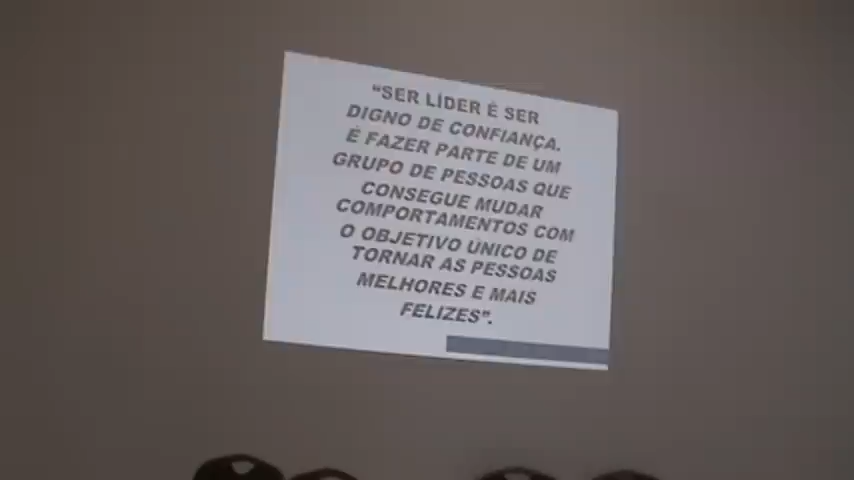 “SER LÍDER É SER
DIGNO DE CONFIANÇA.
É FAZER PARTE DE UM
GRUPO DE PESSOAS QUE
CONSEGUE MUDAR
COMPORTAMENTOS COM
O OBJETIVO ÚNICO DE
TORNAR AS PESSOAS
MELHORES E MAIS
FELIZES”.